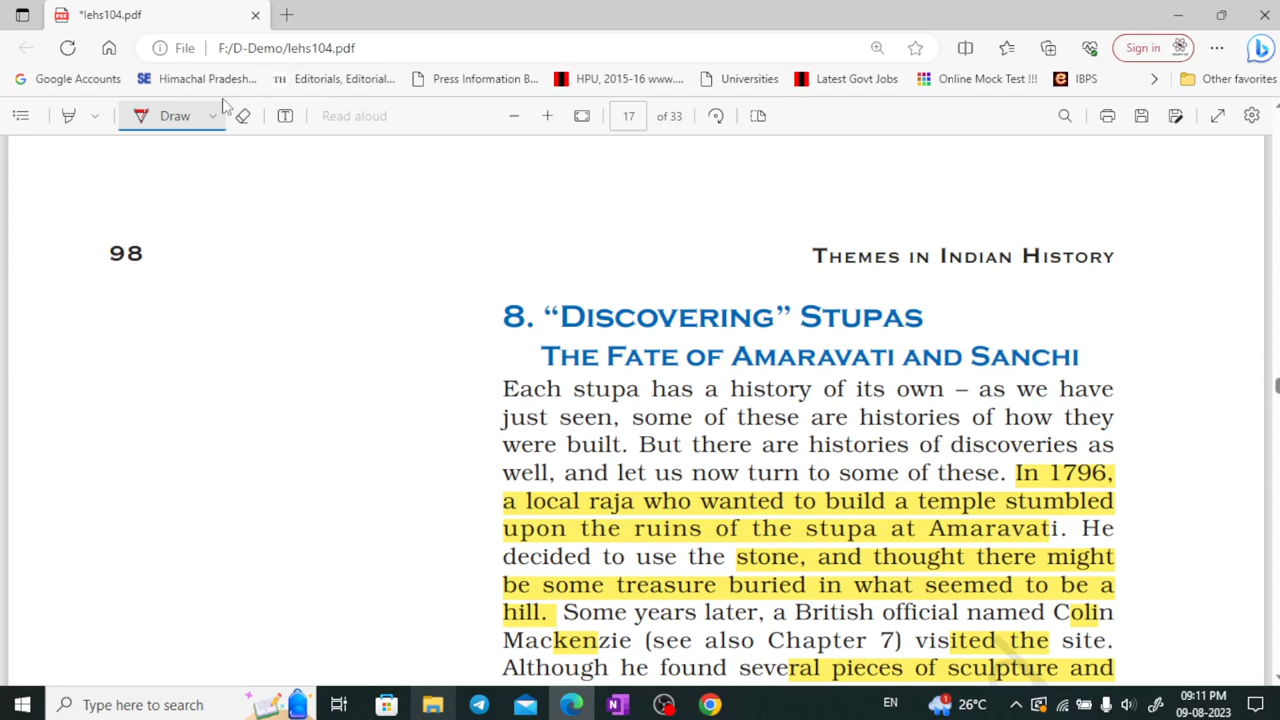 *lehs104.pdf
File F:/D-Demo/lehs104.pdf Sign in
Google Accounts SE Himachal Pradesh... TH Editorials, Editorial... Press Information B... HPU, 2015-16 www.... Universities Latest Govt Jobs Online Mock Test !!! IBPS Other favorites
Draw Read aloud 17 of 33
98 THEMES IN INDIAN HISTORY
8. “DISCOVERING” STUPAS
THE FATE OF AMARAVATI AND SANCHI
Each stupa has a history of its own – as we have
just seen, some of these are histories of how they
were built. But there are histories of discoveries as
well, and let us now turn to some of these. In 1796,
a local raja who wanted to build a temple stumbled
upon the ruins of the stupa at Amaravati. He
decided to use the stone, and thought there might
be some treasure buried in what seemed to be a
hill. Some years later, a British official named Colin
Mackenzie (see also Chapter 7) visited the site.
Although he found several pieces of sculpture and
Type here to search EN 26°C 09:11 PM
09-08-2023